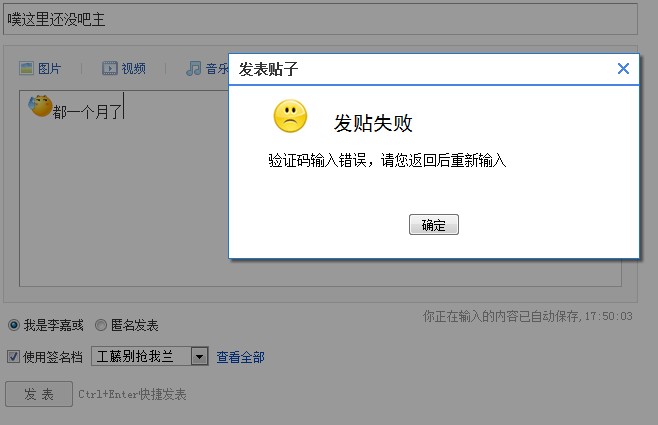 噗这里还没吧主
图片 视频 音乐
发表贴子
都一个月了
发贴失败
验证码输入错误，请您返回后重新输入
确定
你正在输入的内容已自动保存,17:50:03
我是李嘉彧 匿名发表
使用签名档 工藤别抢我兰 查看全部
发 表 Ctrl+Enter快捷发表